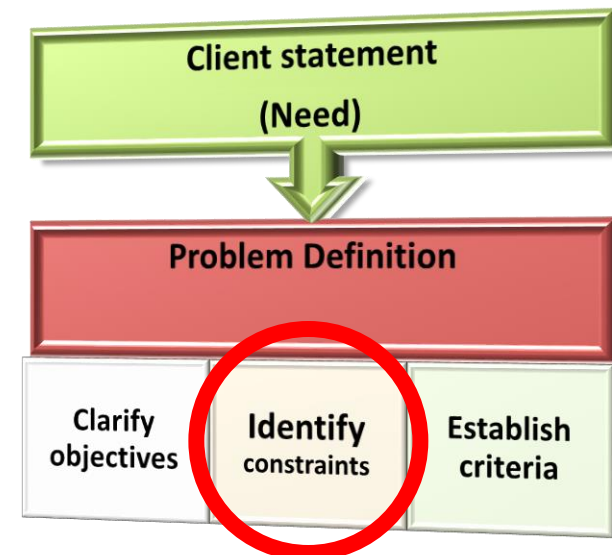 Client statement
(Need)
Problem Definition
Clarify
objectives
Identify
constraints
Establish
criteria